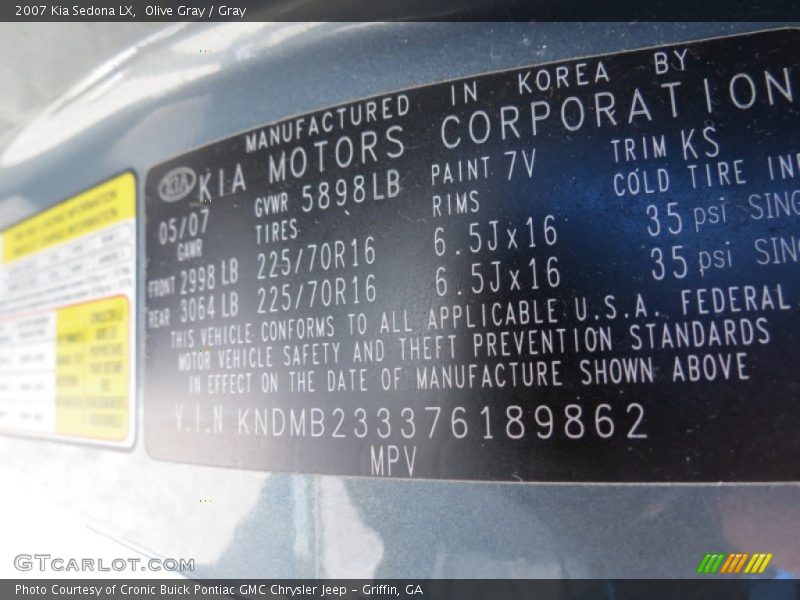 2007 Kia Sedona LX, Olive Gray / Gray
MANUFACTURED IN KOREA BY
KIA KIA MOTORS CORPORATION
05/07 GVWR 5898LB PAINT 7V TRIM KS
GAWR TIRES RIMS COLD TIRE
FRONT 2998 LB 225/70R16 6.5Jx16 35 psi SING
REAR 3064 LB 225/70R16 6.5Jx16 35 psi SIN
THIS VEHICLE CONFORMS TO ALL APPLICABLE U.S.A. FEDERAL
MOTOR VEHICLE SAFETY AND THEFT PREVENTION STANDARDS
IN EFFECT ON THE DATE OF MANUFACTURE SHOWN ABOVE
V.I.N KNDMB233376189862
MPV
GTcarlot.com
Photo Courtesy of Cronic Buick Pontiac GMC Chrysler Jeep - Griffin, GA